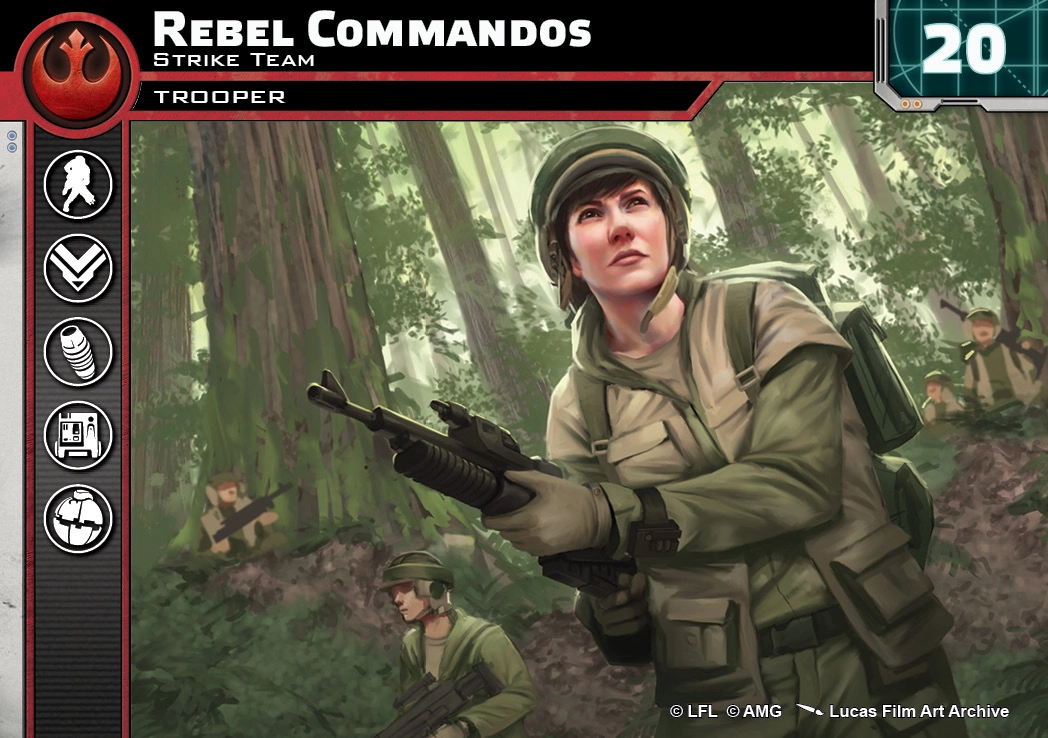 Rebel Commandos
Strike Team
20
TROOPER
© LFL © AMG Lucas Film Art Archive